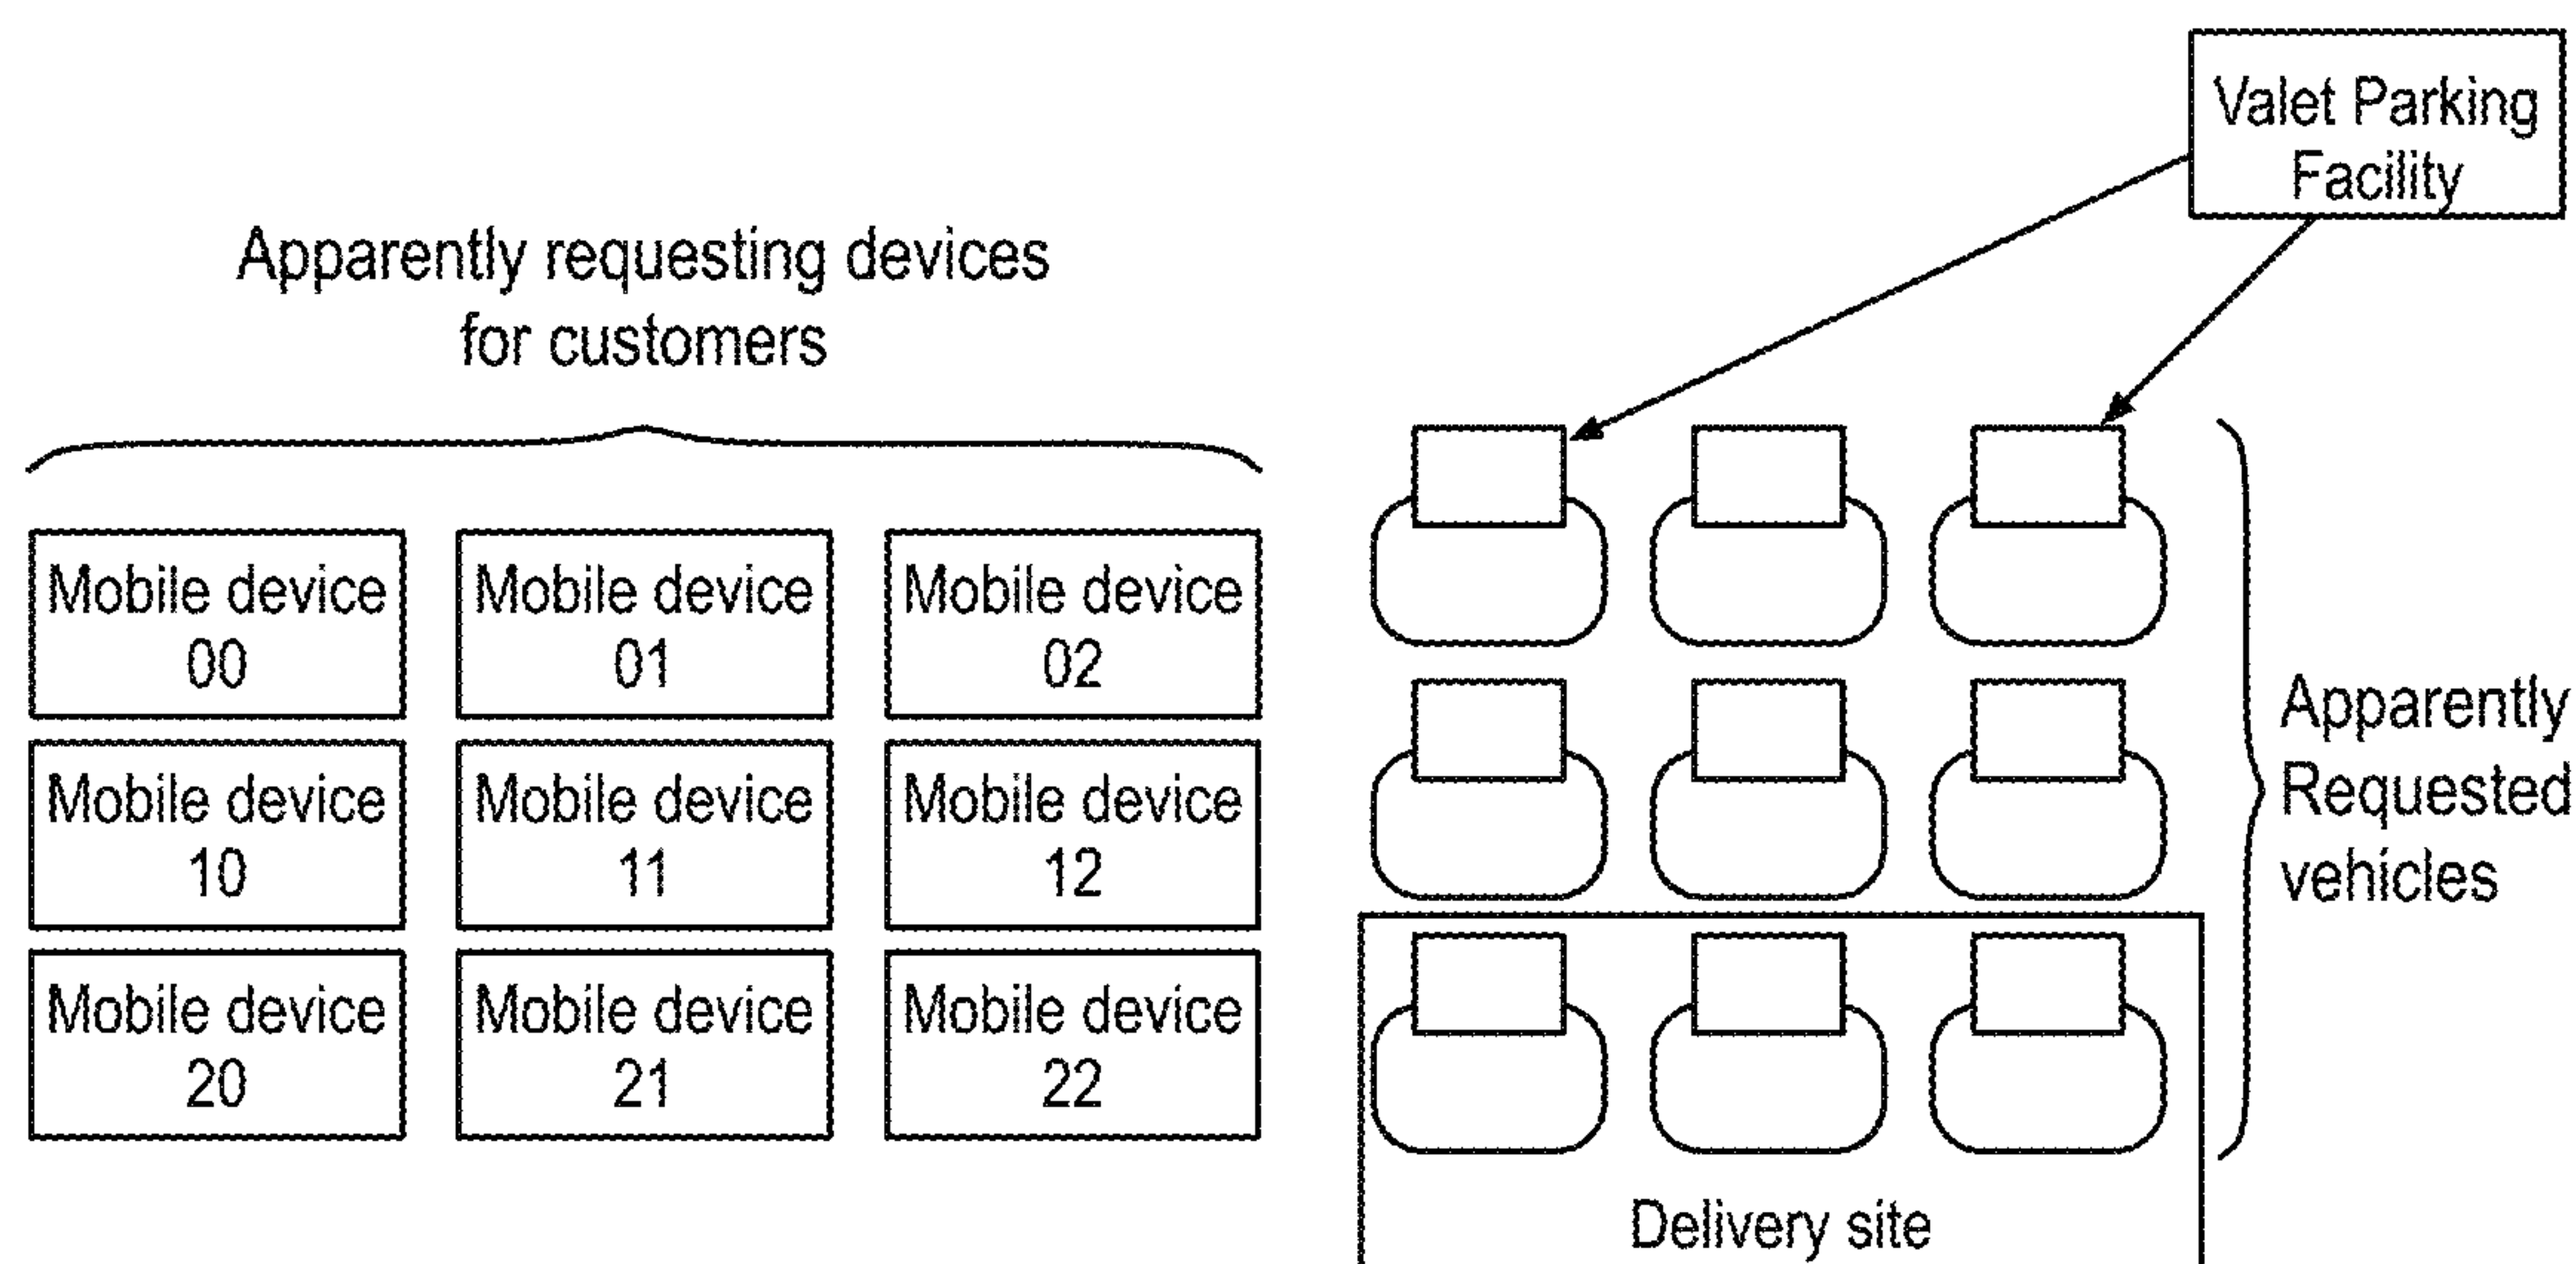 Valet Parking
Facility
Apparently requesting devices
for customers
Mobile device
00
Mobile device
01
Mobile device
02
Mobile device
10
Mobile device
11
Mobile device
12
Mobile device
20
Mobile device
21
Mobile device
22
Apparently
Requested
vehicles
Delivery site